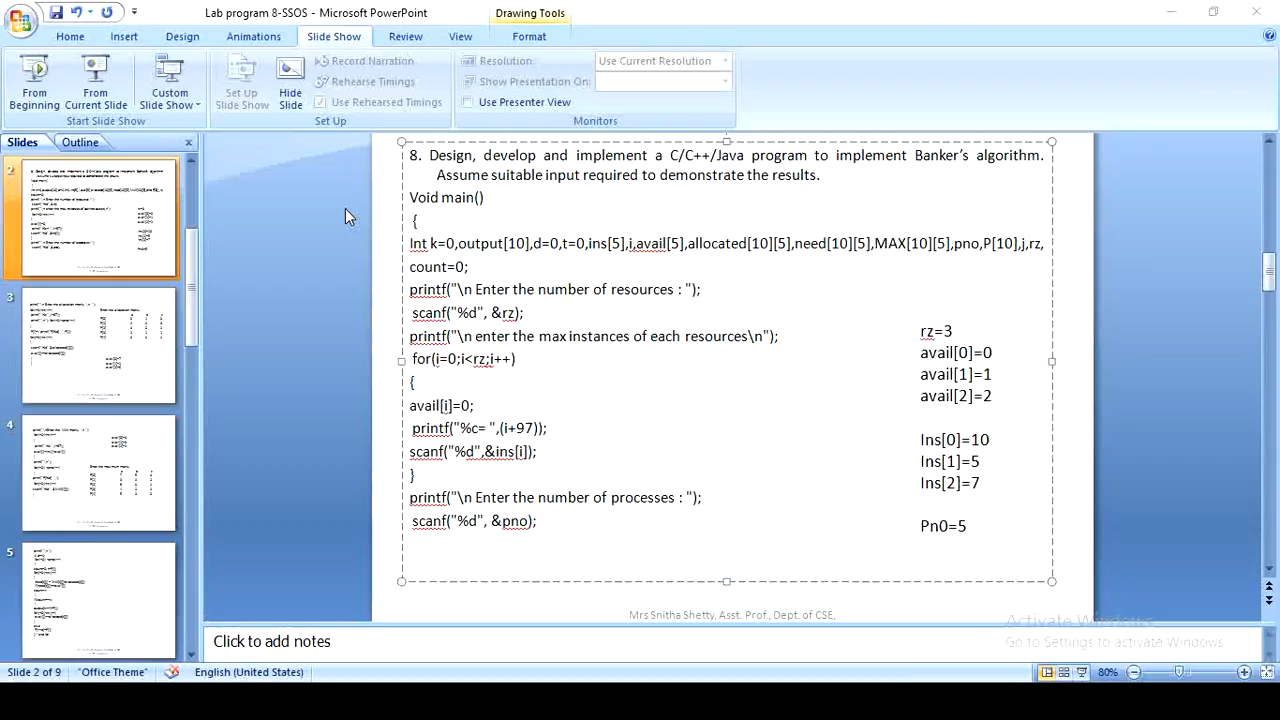 Lab program 8-SSOS - Microsoft PowerPoint
Drawing Tools
Home Insert Design Animations Slide Show Review View Format
From Beginning
From Current Slide
Custom Slide Show
Start Slide Show
Set Up Slide Show
Hide Slide
Record Narration
Rehearse Timings
Use Rehearsed Timings
Set Up
Resolution: Use Current Resolution
Show Presentation On:
Use Presenter View
Monitors
Slides Outline
2
3
4
5
8. Design, develop and implement a C/C++/Java program to implement Banker's algorithm.
Assume suitable input required to demonstrate the results.
Void main()
{
Int k=0,output[10],d=0,t=0,ins[5],i,avail[5],allocated[10][5],need[10][5],MAX[10][5],pno,P[10],j,rz,
count=0;
printf("\n Enter the number of resources : ");
scanf("%d", &rz);
printf("\n enter the max instances of each resources\n");
for(i=0;i<rz;i++)
{
avail[i]=0;
printf("%c= ",(i+97));
scanf("%d",&ins[i]);
}
printf("\n Enter the number of processes : ");
scanf("%d", &pno);
rz=3
avail[0]=0
avail[1]=1
avail[2]=2
Ins[0]=10
Ins[1]=5
Ins[2]=7
Pn0=5
Mrs Snitha Shetty, Asst. Prof., Dept. of CSE,
Activate Windows
Go to Settings to activate Windows
Click to add notes
Slide 2 of 9 "Office Theme" English (United States) 80%